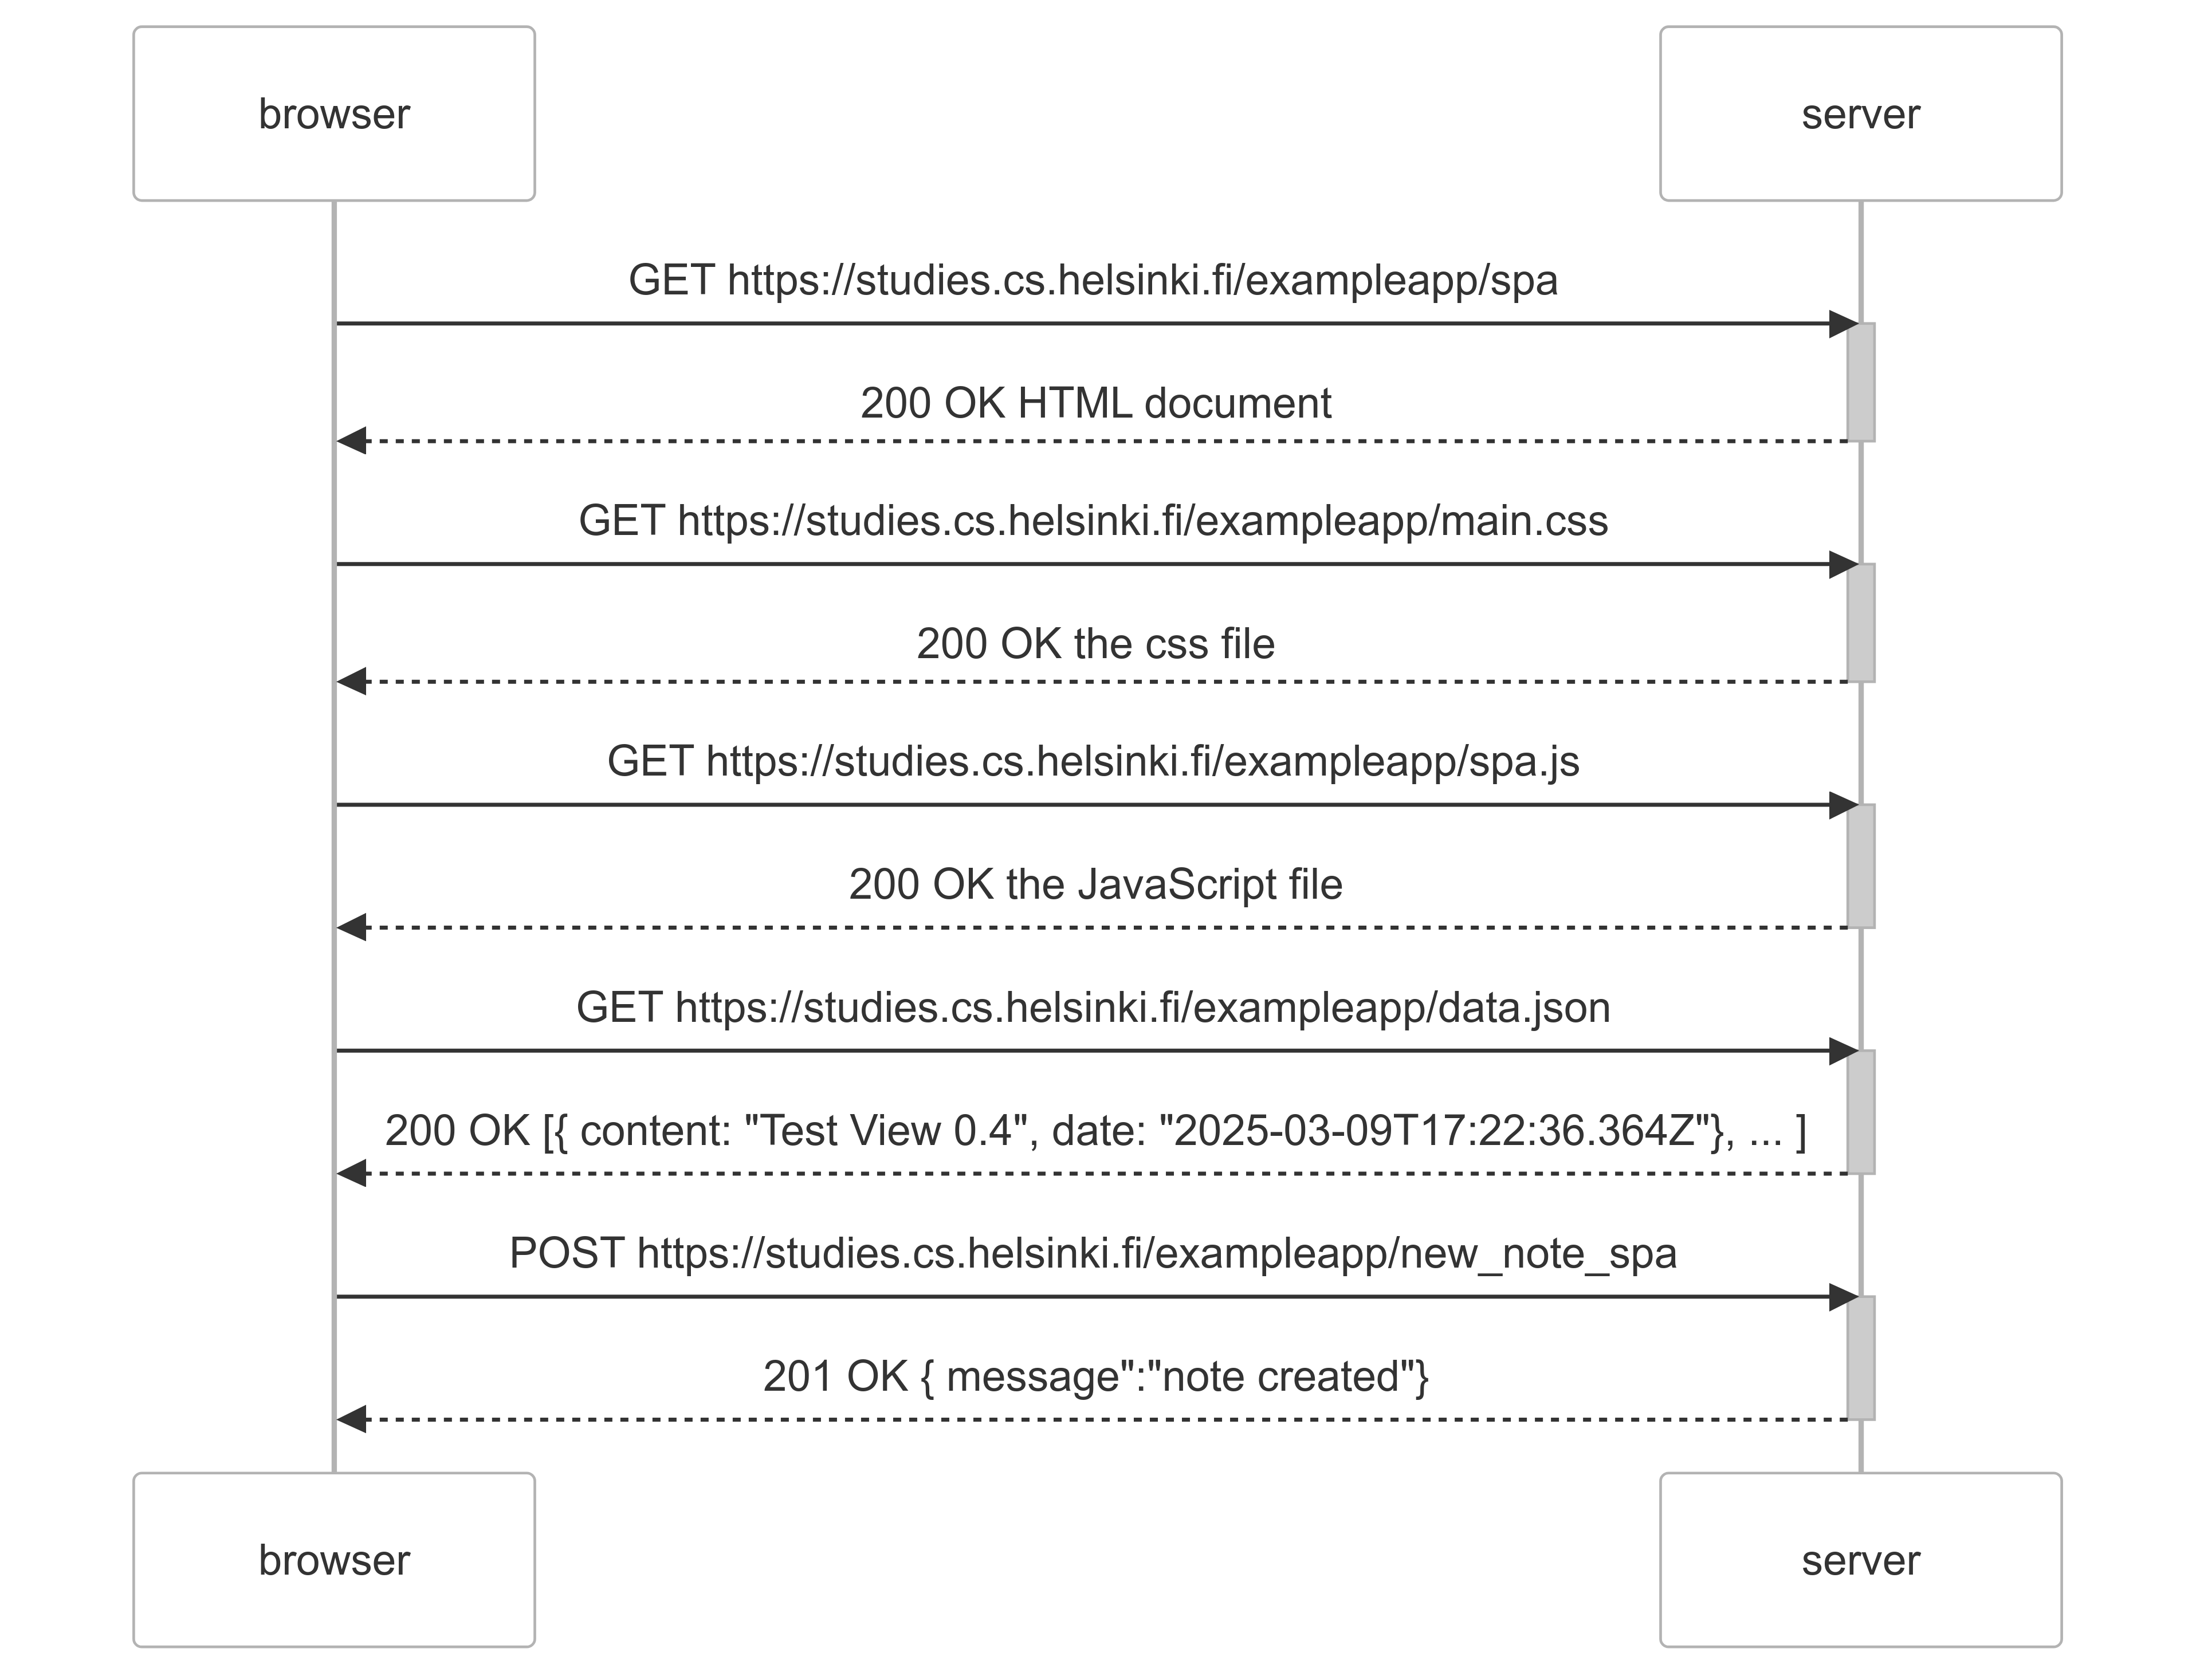 browser
server
GET https://studies.cs.helsinki.fi/exampleapp/spa
200 OK HTML document
GET https://studies.cs.helsinki.fi/exampleapp/main.css
200 OK the css file
GET https://studies.cs.helsinki.fi/exampleapp/spa.js
200 OK the JavaScript file
GET https://studies.cs.helsinki.fi/exampleapp/data.json
200 OK [{ content: "Test View 0.4", date: "2025-03-09T17:22:36.364Z"}, ... ]
POST https://studies.cs.helsinki.fi/exampleapp/new_note_spa
201 OK { message":"note created"}
browser
server